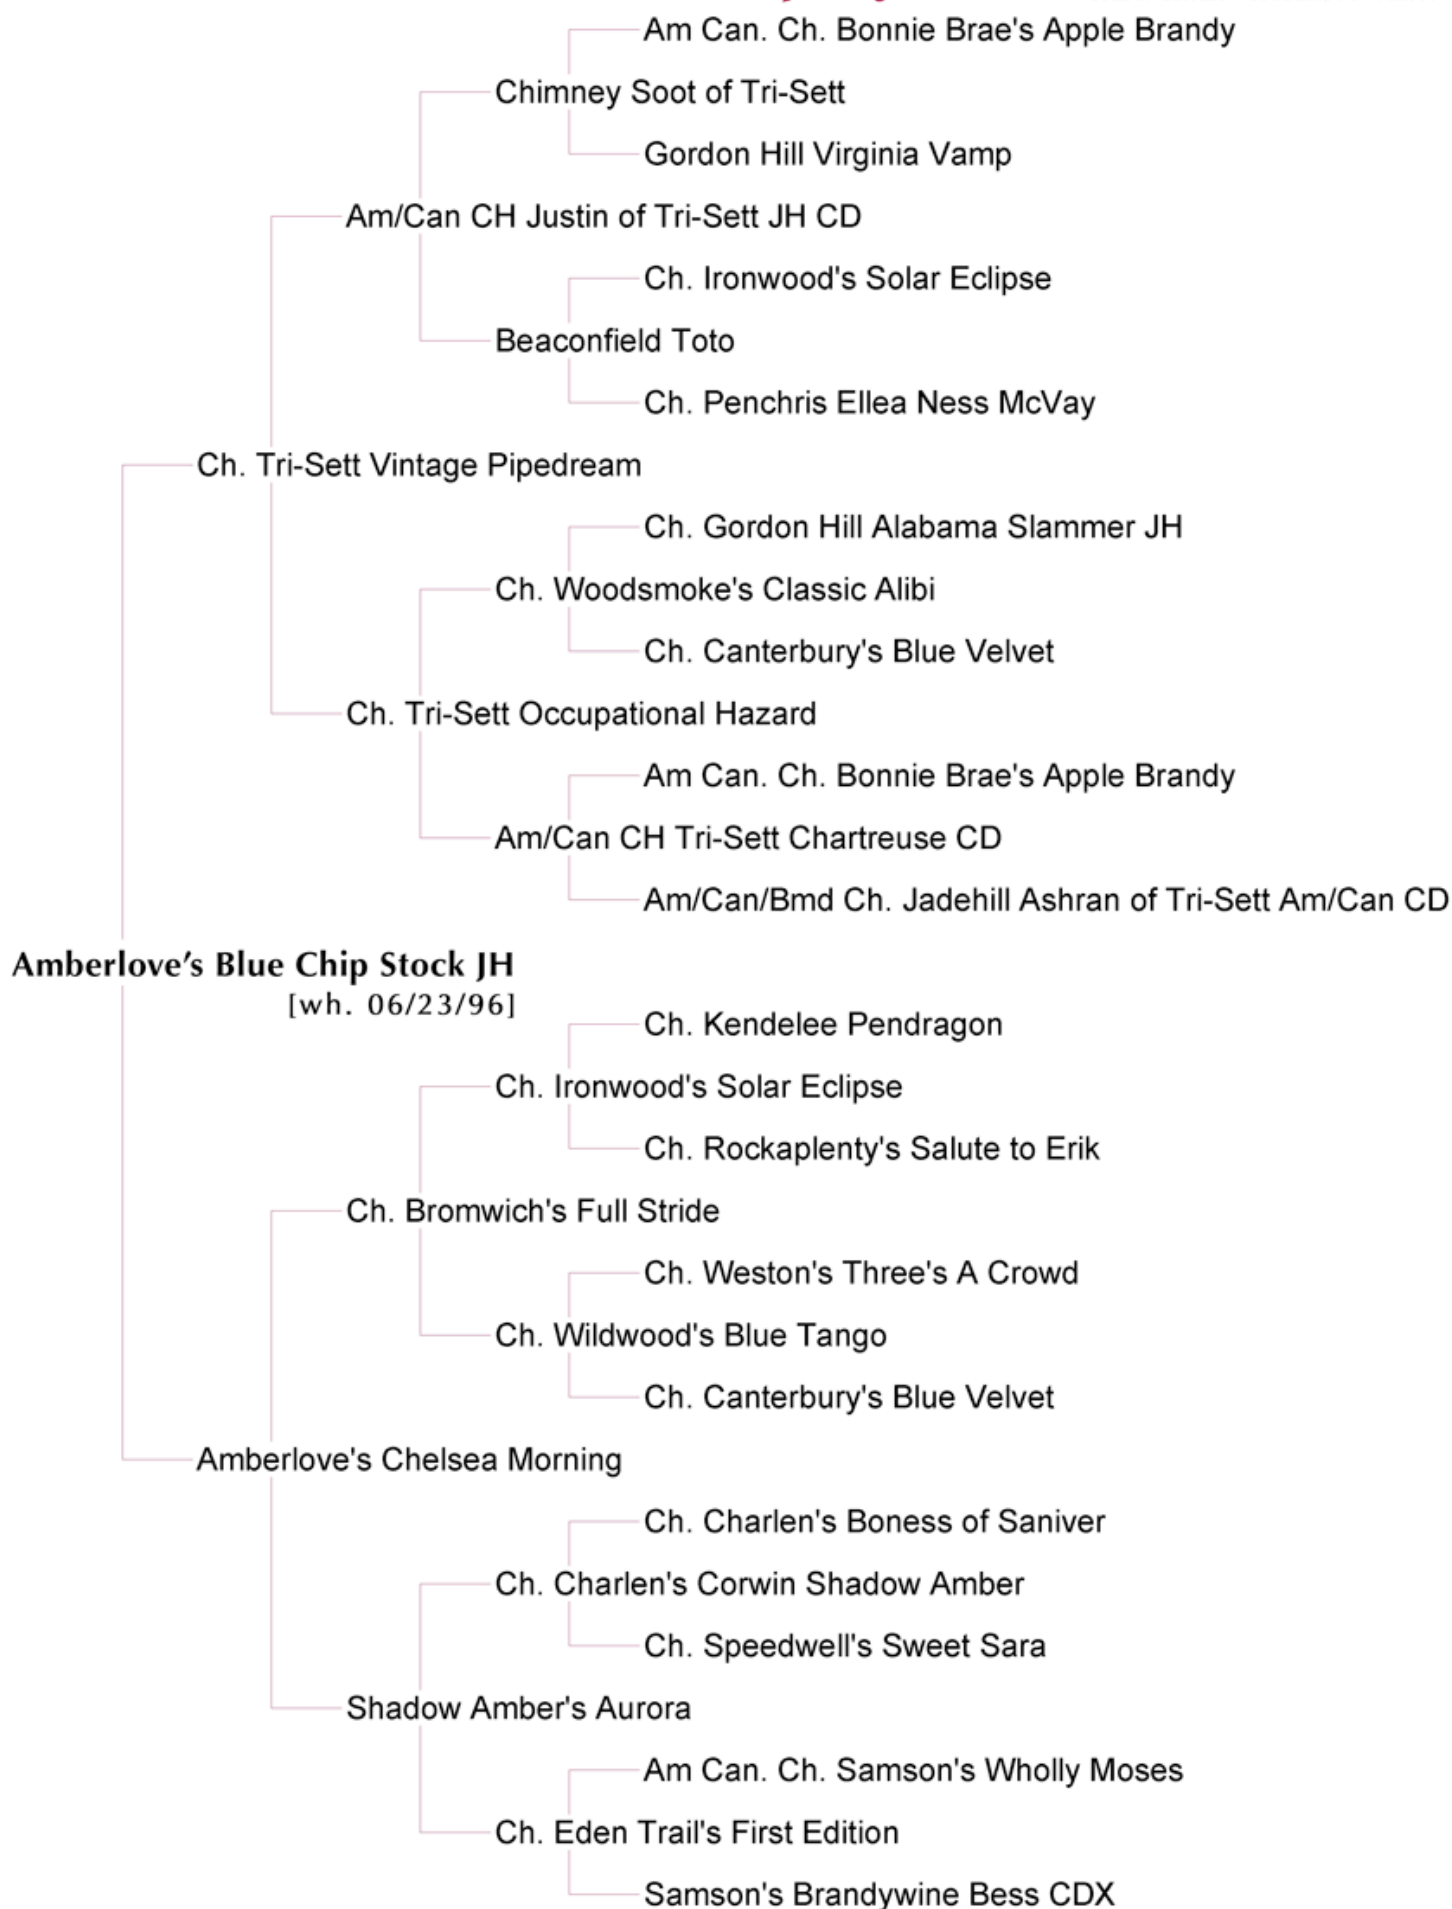 Am Can. Ch. Bonnie Brae's Apple Brandy
Chimney Soot of Tri-Sett
Gordon Hill Virginia Vamp
Am/Can CH Justin of Tri-Sett JH CD
Ch. Ironwood's Solar Eclipse
Beaconfield Toto
Ch. Penchris Ellea Ness McVay
Ch. Tri-Sett Vintage Pipedream
Ch. Gordon Hill Alabama Slammer JH
Ch. Woodsmoke's Classic Alibi
Ch. Canterbury's Blue Velvet
Ch. Tri-Sett Occupational Hazard
Am Can. Ch. Bonnie Brae's Apple Brandy
Am/Can CH Tri-Sett Chartreuse CD
Am/Can/Bmd Ch. Jadehill Ashran of Tri-Sett Am/Can CD
Amberlove’s Blue Chip Stock JH
[wh. 06/23/96]
Ch. Kendelee Pendragon
Ch. Ironwood's Solar Eclipse
Ch. Rockaplenty's Salute to Erik
Ch. Bromwich's Full Stride
Ch. Weston's Three's A Crowd
Ch. Wildwood's Blue Tango
Ch. Canterbury's Blue Velvet
Amberlove's Chelsea Morning
Ch. Charlen's Boness of Saniver
Ch. Charlen's Corwin Shadow Amber
Ch. Speedwell's Sweet Sara
Shadow Amber's Aurora
Am Can. Ch. Samson's Wholly Moses
Ch. Eden Trail's First Edition
Samson's Brandywine Bess CDX